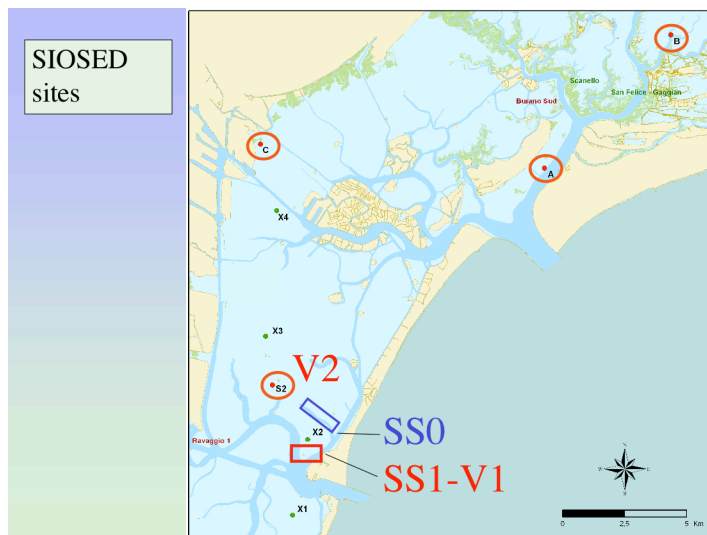 SIOSED
sites
B
Scanello
San Felice - Gaggian
Burano Sud
C
A
X4
X3
V2
S2
X2
SS0
Ravaggio 1
SS1-V1
X1
N
W
E
S
0
2,5
5
Km